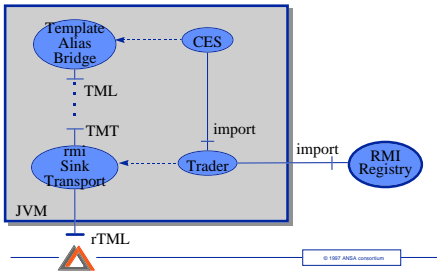 Template
Alias
Bridge
CES
TML
TMT
import
import
rmi
Sink
Transport
Trader
RMI
Registry
JVM
rTML
© 1997 ANSA consortium